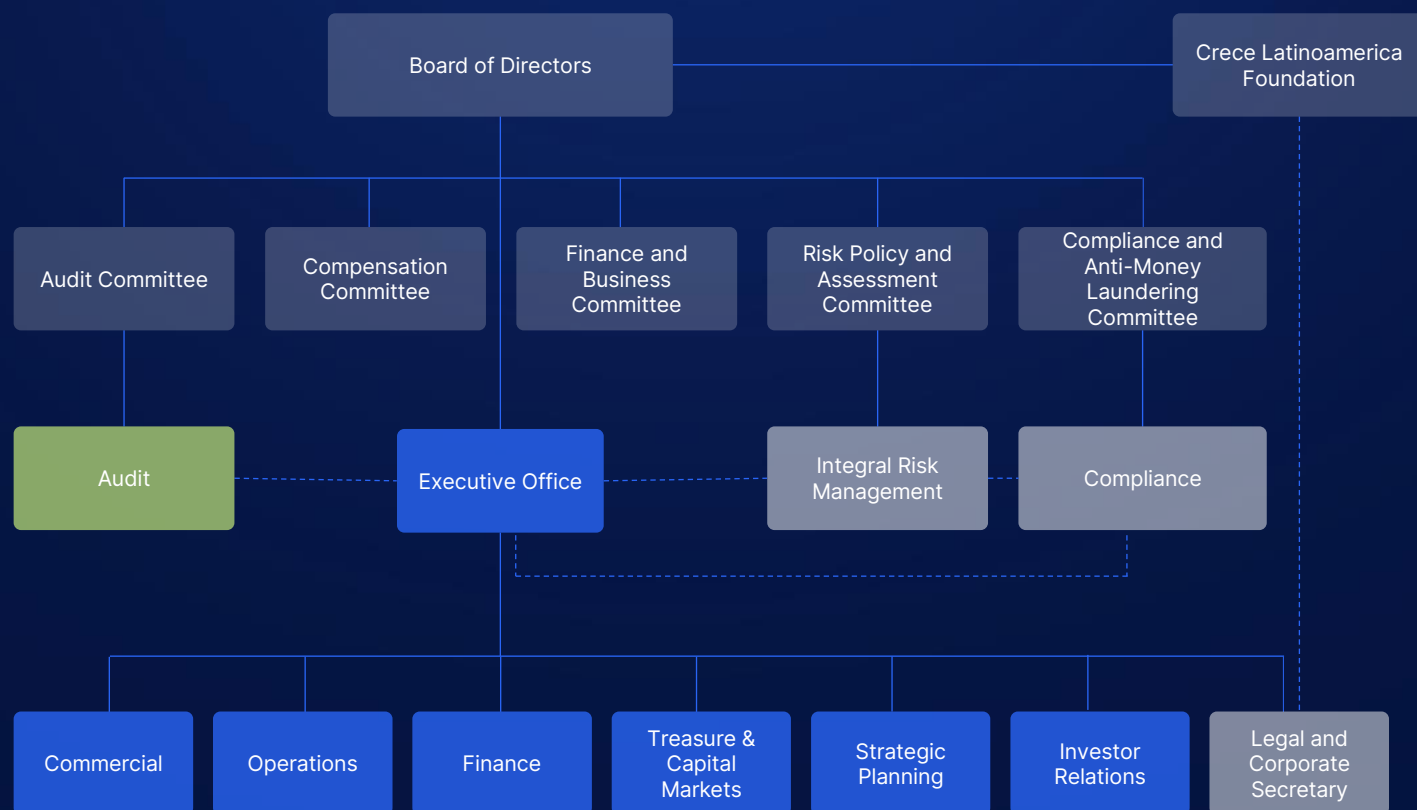 Board of Directors
Crece Latinoamerica
Foundation
Audit Committee
Compensation
Committee
Finance and
Business
Committee
Risk Policy and
Assessment
Committee
Compliance and
Anti-Money
Laundering
Committee
Audit
Executive Office
Integral Risk
Management
Compliance
Commercial
Operations
Finance
Treasure &
Capital
Markets
Strategic
Planning
Investor
Relations
Legal and
Corporate
Secretary